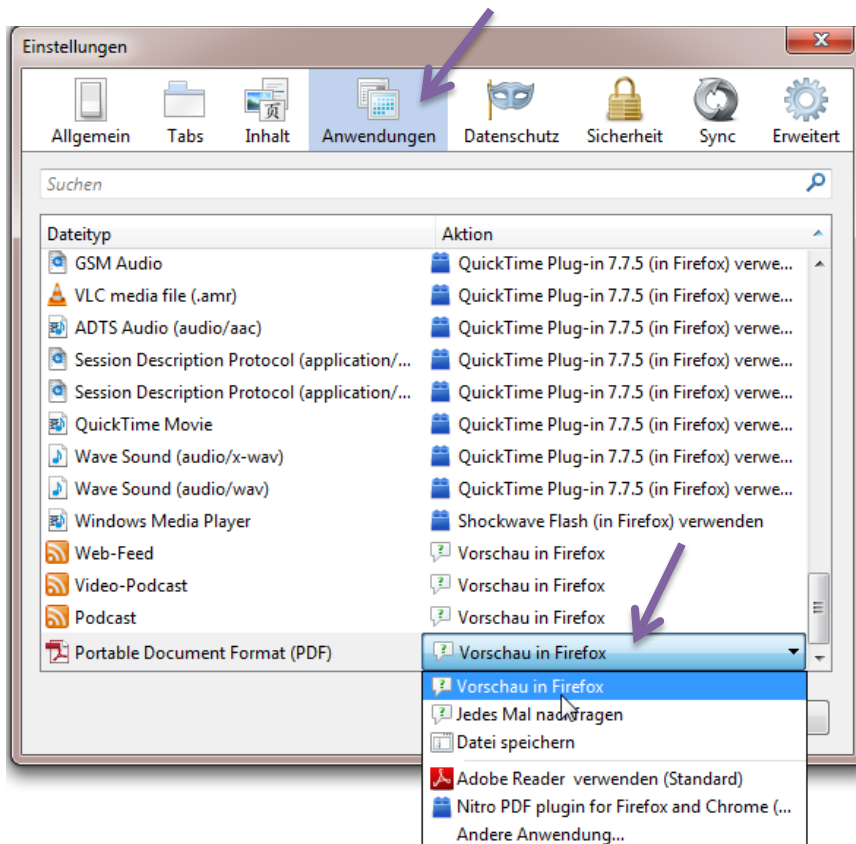 Einstellungen
Allgemein Tabs Inhalt Anwendungen Datenschutz Sicherheit Sync Erweitert
Suchen
Dateityp Aktion
GSM Audio QuickTime Plug-in 7.7.5 (in Firefox) verwe...
VLC media file (.amr) QuickTime Plug-in 7.7.5 (in Firefox) verwe...
ADTS Audio (audio/aac) QuickTime Plug-in 7.7.5 (in Firefox) verwe...
Session Description Protocol (application/... QuickTime Plug-in 7.7.5 (in Firefox) verwe...
Session Description Protocol (application/... QuickTime Plug-in 7.7.5 (in Firefox) verwe...
QuickTime Movie QuickTime Plug-in 7.7.5 (in Firefox) verwe...
Wave Sound (audio/x-wav) QuickTime Plug-in 7.7.5 (in Firefox) verwe...
Wave Sound (audio/wav) QuickTime Plug-in 7.7.5 (in Firefox) verwe...
Windows Media Player Shockwave Flash (in Firefox) verwenden
Web-Feed Vorschau in Firefox
Video-Podcast Vorschau in Firefox
Podcast Vorschau in Firefox
Portable Document Format (PDF) Vorschau in Firefox
Vorschau in Firefox
Jedes Mal nachfragen
Datei speichern
Adobe Reader verwenden (Standard)
Nitro PDF plugin for Firefox and Chrome (...
Andere Anwendung...